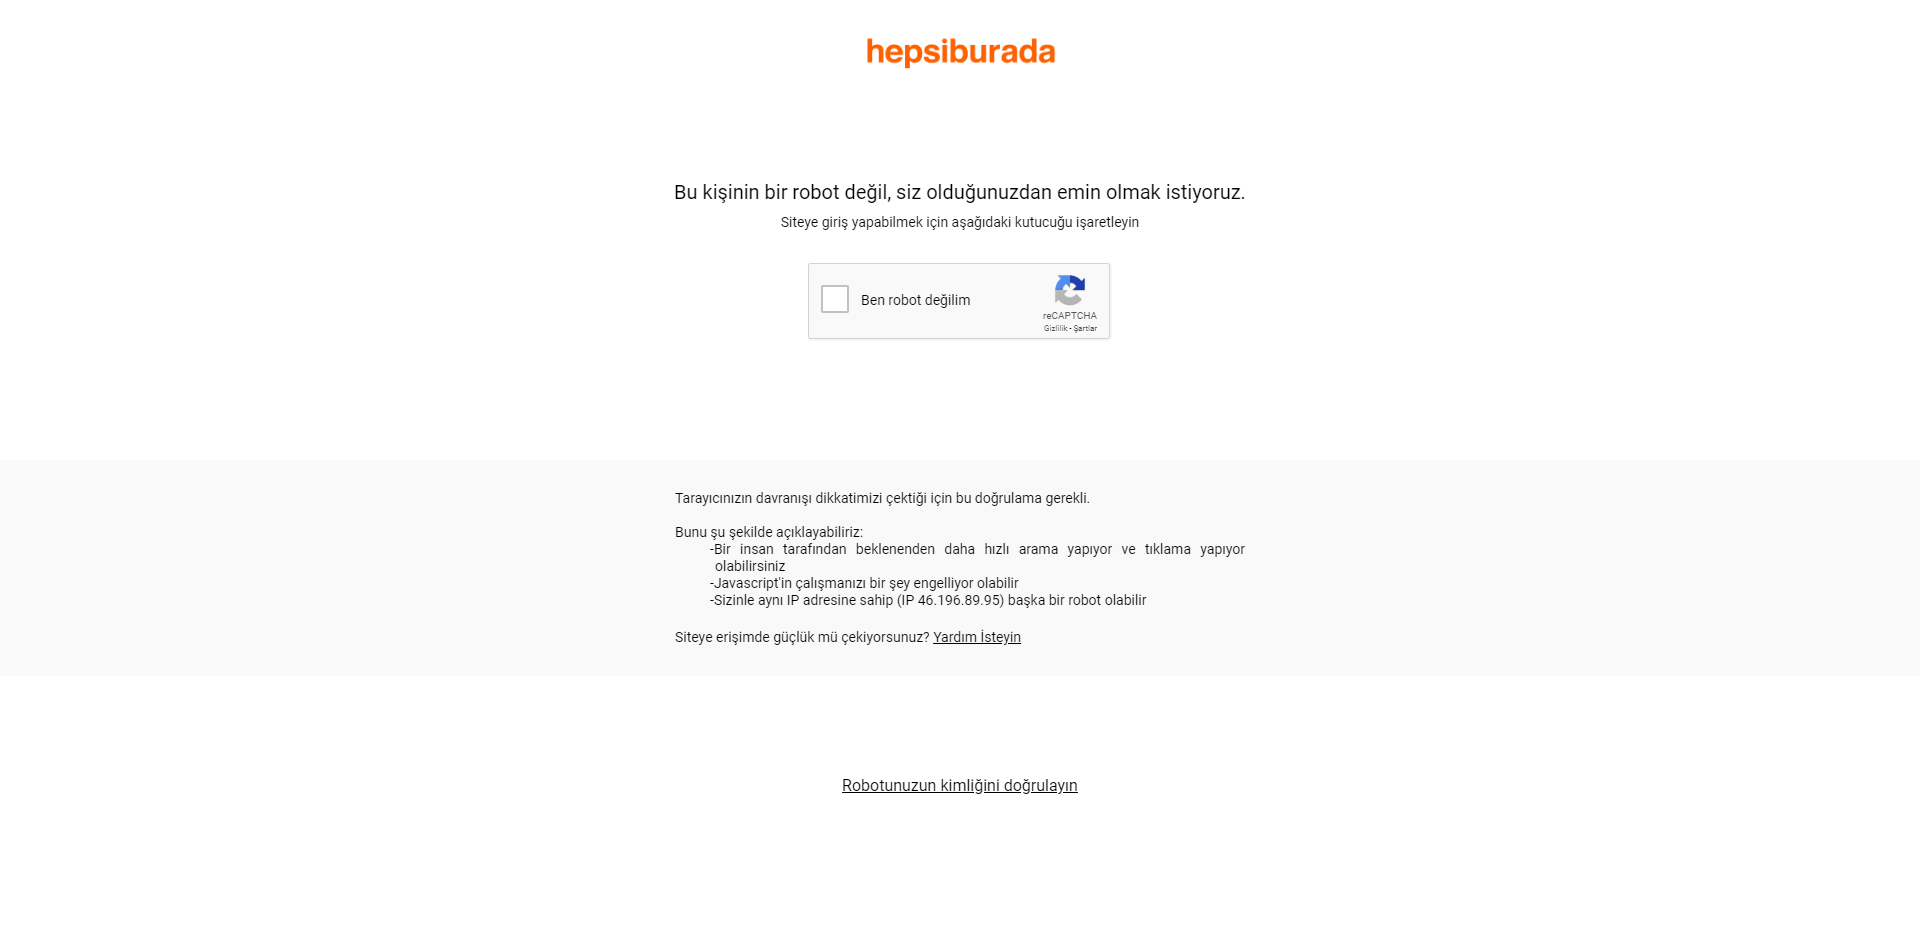 hepsiburada
Bu kişinin bir robot değil, siz olduğunuzdan emin olmak istiyoruz.
Siteye giriş yapabilmek için aşağıdaki kutucuğu işaretleyin
Ben robot değilim
reCAPTCHA
Gizlilik - Şartlar
Tarayıcınızın davranışı dikkatimizi çektiği için bu doğrulama gerekli.
Bunu şu şekilde açıklayabiliriz:
-Bir insan tarafından beklenenden daha hızlı arama yapıyor ve tıklama yapıyor
olabilirsiniz
-Javascript'in çalışmanızı bir şey engelliyor olabilir
-Sizinle aynı IP adresine sahip (IP 46.196.89.95) başka bir robot olabilir
Siteye erişimde güçlük mü çekiyorsunuz? Yardım İsteyin
Robotunuzun kimliğini doğrulayın